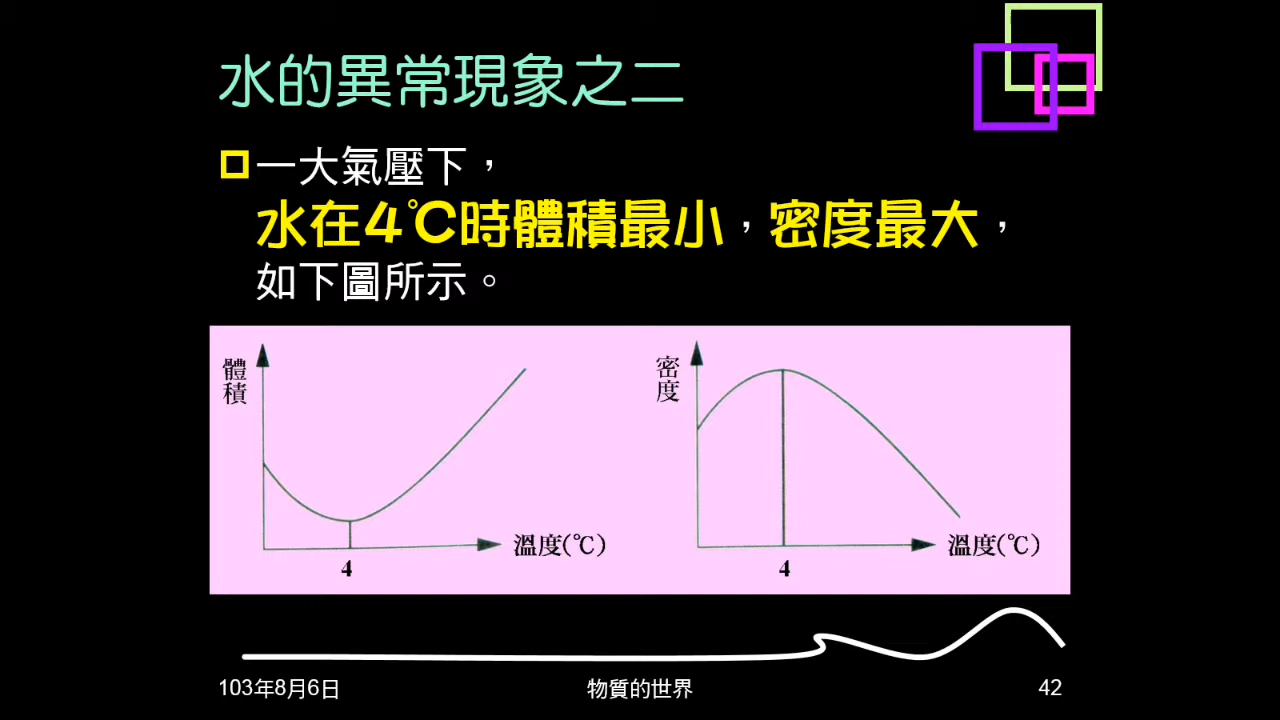 水的異常現象之二
一大氣壓下，
水在4℃時體積最小，密度最大，
如下圖所示。
體積
溫度(℃)
4
密度
溫度(℃)
4
103年8月6日
物質的世界
42